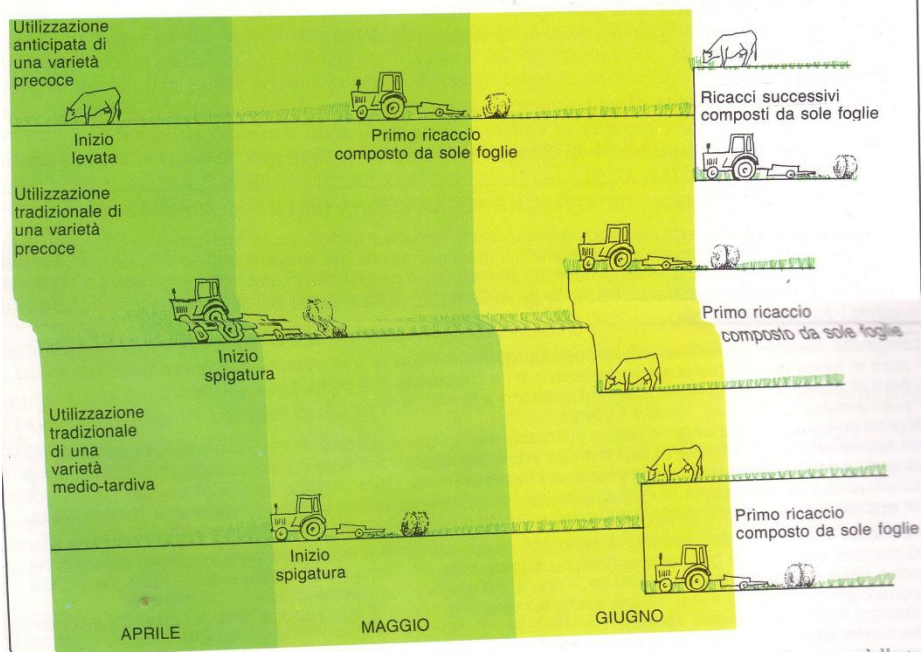 Utilizzazione
anticipata di
una varietà
precoce
Inizio
levata
Primo ricaccio
composto da sole foglie
Ricacci successivi
composti da sole foglie
Utilizzazione
tradizionale di
una varietà
precoce
Inizio
spigatura
Primo ricaccio
composto da sole foglie
Utilizzazione
tradizionale
di una
varietà
medio-tardiva
Inizio
spigatura
Primo ricaccio
composto da sole foglie
APRILE
MAGGIO
GIUGNO